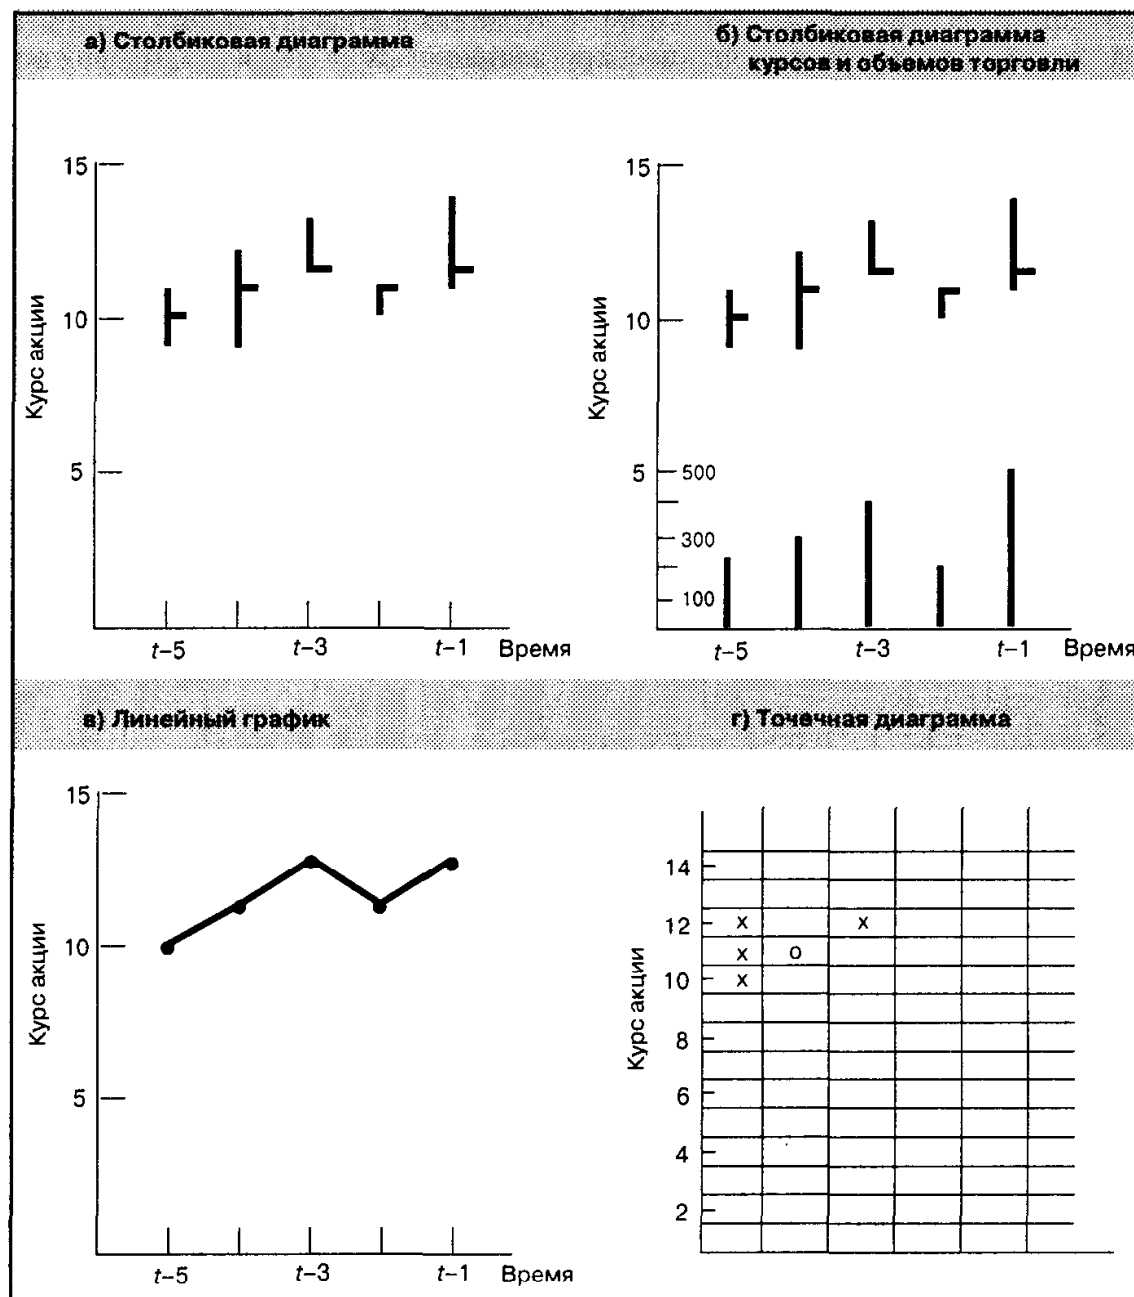 а) Столбиковая диаграмма
15
10
5
Курс акции
t–5
t–3
t–1
Время
б) Столбиковая диаграмма
курсов и объемов торговли
15
10
5
500
300
100
Курс акции
t–5
t–3
t–1
Время
в) Линейный график
15
10
5
Курс акции
t–5
t–3
t–1
Время
г) Точечная диаграмма
14
12
10
8
6
4
2
Курс акции
x
x
x
o
x